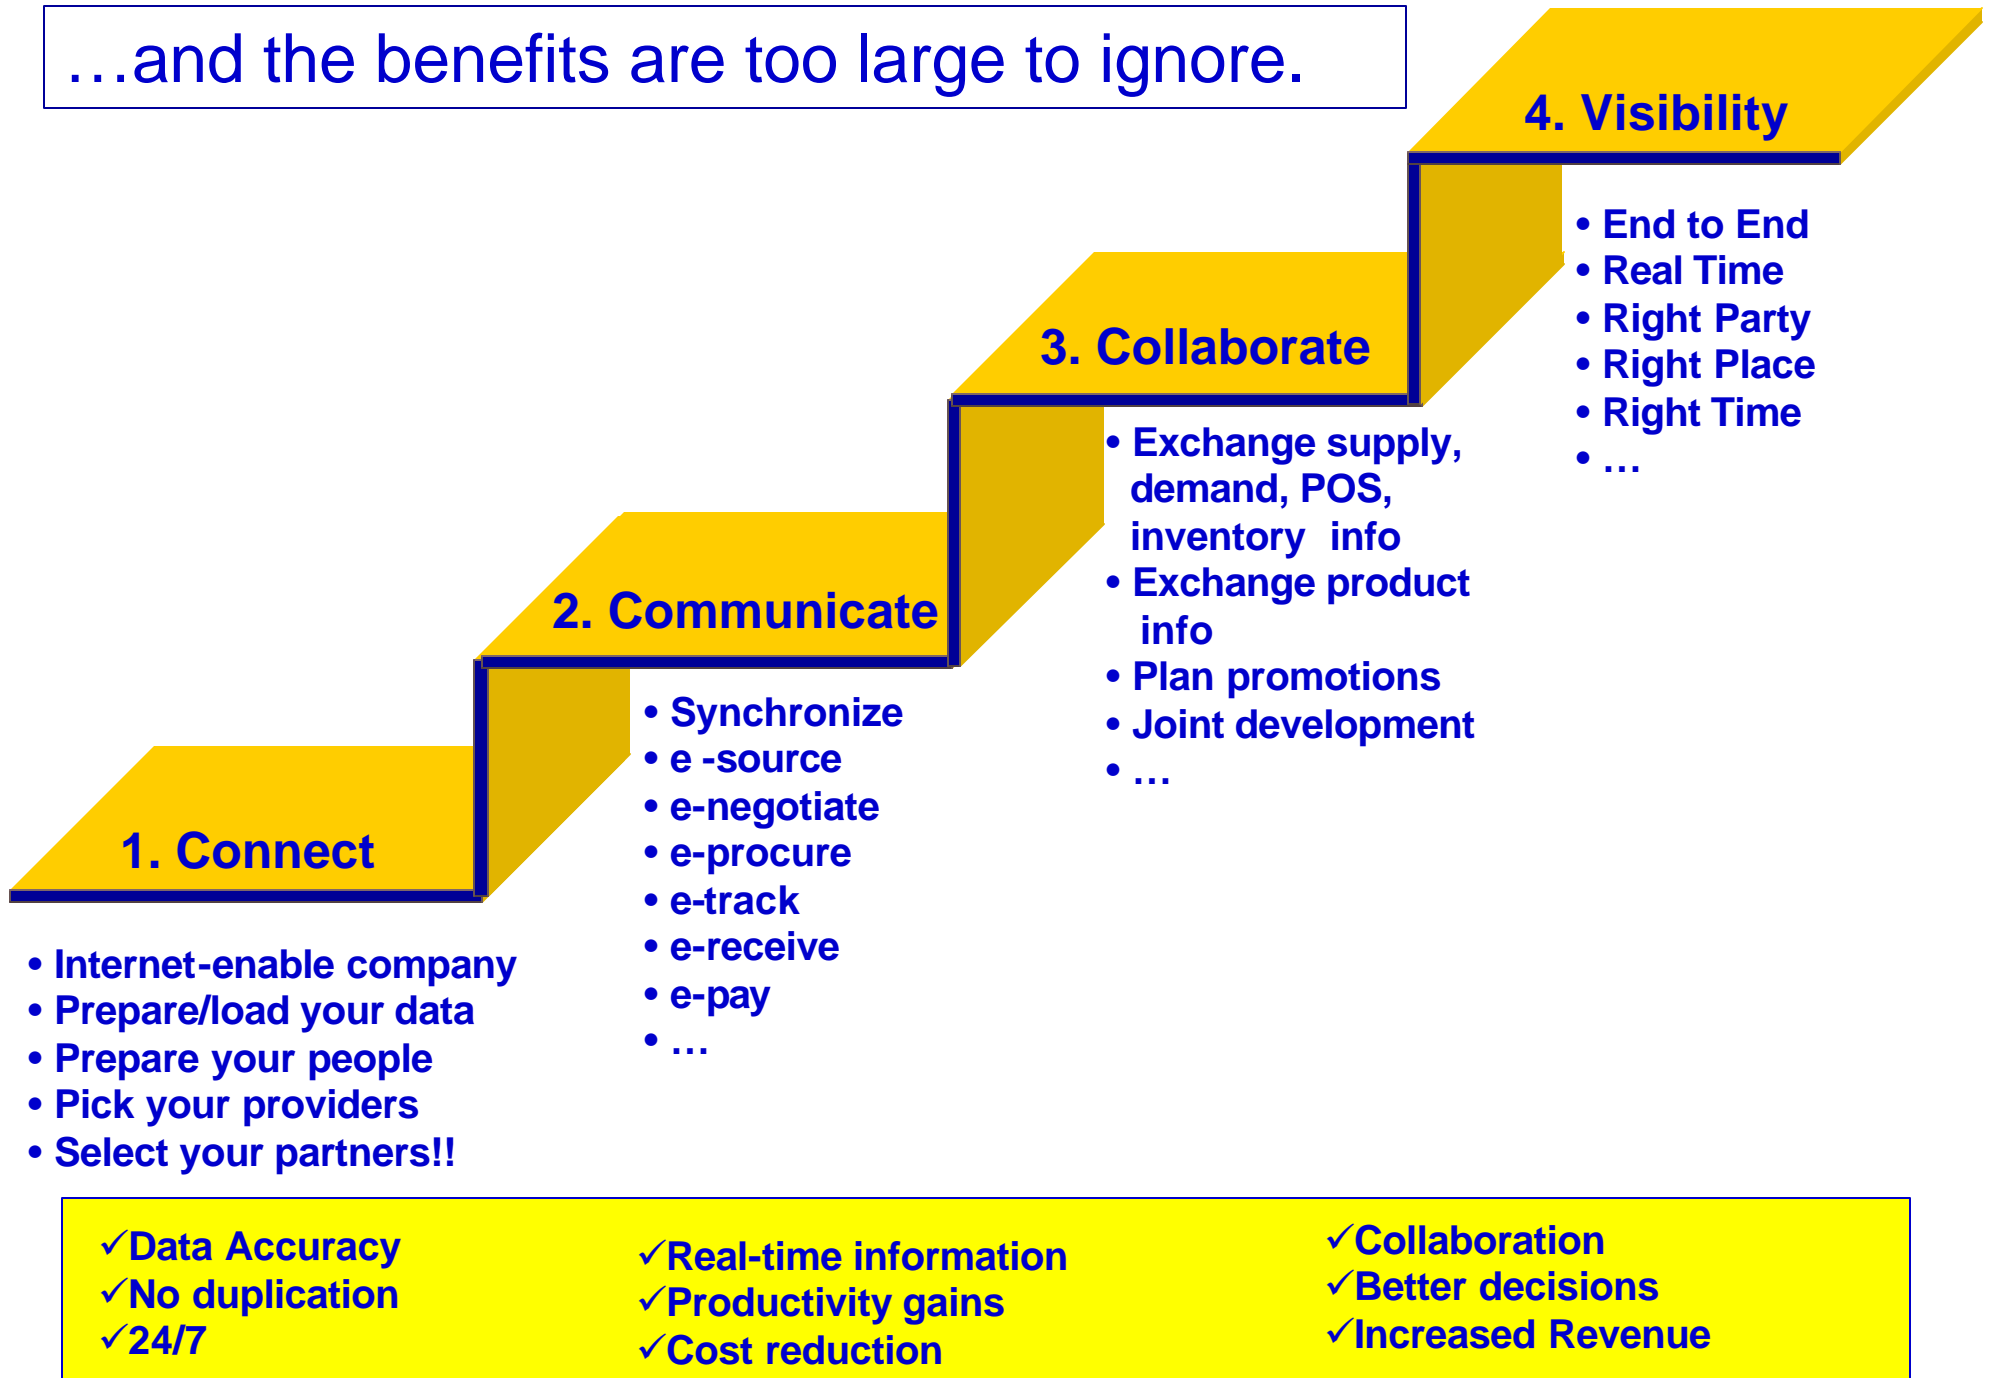 …and the benefits are too large to ignore.
4. Visibility
• End to End
• Real Time
• Right Party
• Right Place
• Right Time
• …
3. Collaborate
• Exchange supply,
demand, POS,
inventory info
• Exchange product
info
• Plan promotions
• Joint development
• …
2. Communicate
• Synchronize
• e -source
• e-negotiate
• e-procure
• e-track
• e-receive
• e-pay
• …
1. Connect
• Internet-enable company
• Prepare/load your data
• Prepare your people
• Pick your providers
• Select your partners!!
✓Data Accuracy
✓No duplication
✓24/7
✓Real-time information
✓Productivity gains
✓Cost reduction
✓Collaboration
✓Better decisions
✓Increased Revenue